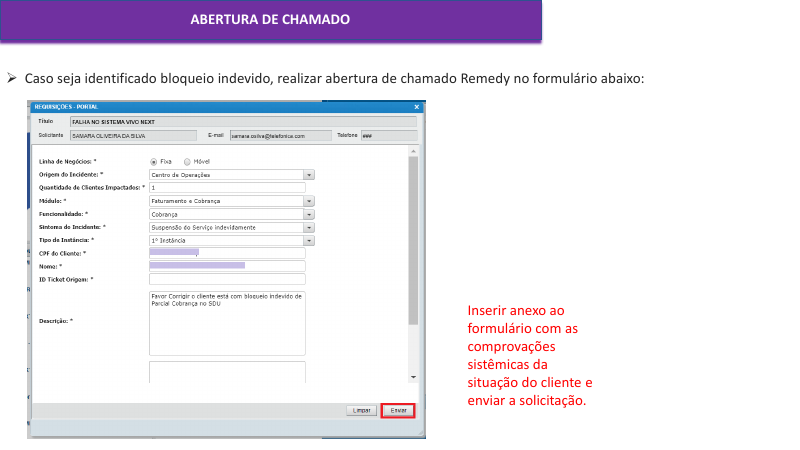 ABERTURA DE CHAMADO
➢ Caso seja identificado bloqueio indevido, realizar abertura de chamado Remedy no formulário abaixo:
REQUISIÇÕES - PORTAL
Título FALHA NO SISTEMA VIVO NEXT
Solicitante SAMARA OLIVEIRA DA SILVA E-mail samara.osilva@telefonica.com Telefone ###
Linha de Negócios: * Fixa Móvel
Origem do Incidente: * Centro de Operações
Quantidade de Clientes Impactados: * 1
Módulo: * Faturamento e Cobrança
Funcionalidade: * Cobrança
Sintoma do Incidente: * Suspensão do Serviço indevidamente
Tipo de Instância: * 1º Instância
CPF do Cliente: *
Nome: *
ID Ticket Origem: *
Favor Corrigir o cliente está com bloqueio indevido de
Parcial Cobrança no SDU
Descrição: *
Limpar Enviar
Inserir anexo ao
formulário com as
comprovações
sistêmicas da
situação do cliente e
enviar a solicitação.